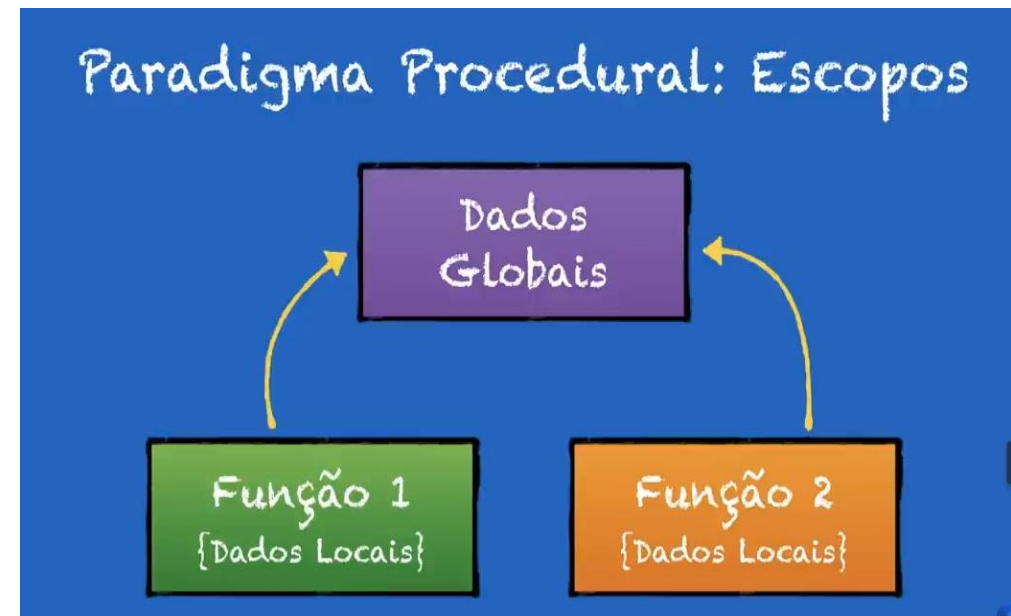 Paradigma Procedural: Escopos
Dados
Globais
Função 1
{Dados Locais}
Função 2
{Dados Locais}